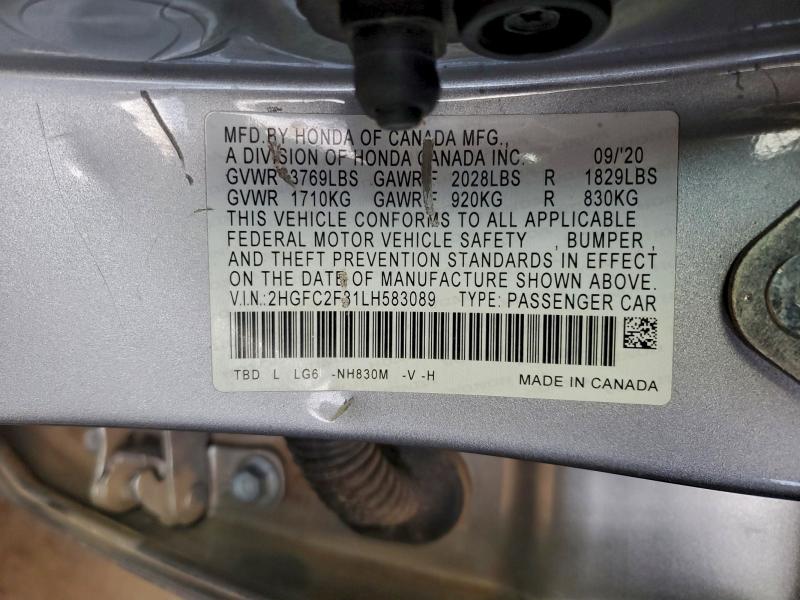 MFD.BY HONDA OF CANADA MFG.,
A DIVISION OF HONDA CANADA INC. 09/'20
GVWR 3769LBS GAWR F 2028LBS R 1829LBS
GVWR 1710KG GAWR F 920KG R 830KG
THIS VEHICLE CONFORMS TO ALL APPLICABLE
FEDERAL MOTOR VEHICLE SAFETY , BUMPER ,
AND THEFT PREVENTION STANDARDS IN EFFECT
ON THE DATE OF MANUFACTURE SHOWN ABOVE.
V.I.N.:2HGFC2F81LH583089 TYPE: PASSENGER CAR
TBD L LG6 -NH830M -V -H
MADE IN CANADA